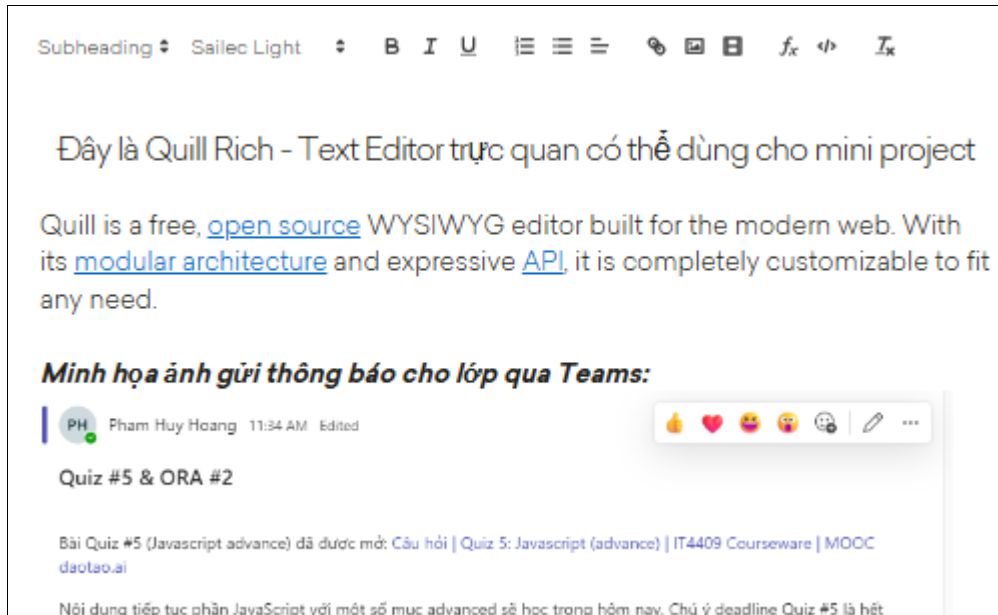 Subheading Sailec Light B I U fx </> Tx
Đây là Quill Rich - Text Editor trực quan có thể dùng cho mini project
Quill is a free, open source WYSIWYG editor built for the modern web. With
its modular architecture and expressive API, it is completely customizable to fit
any need.
Minh họa ảnh gửi thông báo cho lớp qua Teams:
PH Pham Huy Hoang 11:34 AM Edited
Quiz #5 & ORA #2
Bài Quiz #5 (Javascript advance) đã được mở: Câu hỏi | Quiz 5: Javascript (advance) | IT4409 Courseware | MOOC
daotao.ai
Nội dung tiếp tục phần JavaScript với một số mục advanced sẽ học trong hôm nay. Chú ý deadline Quiz #5 là hết